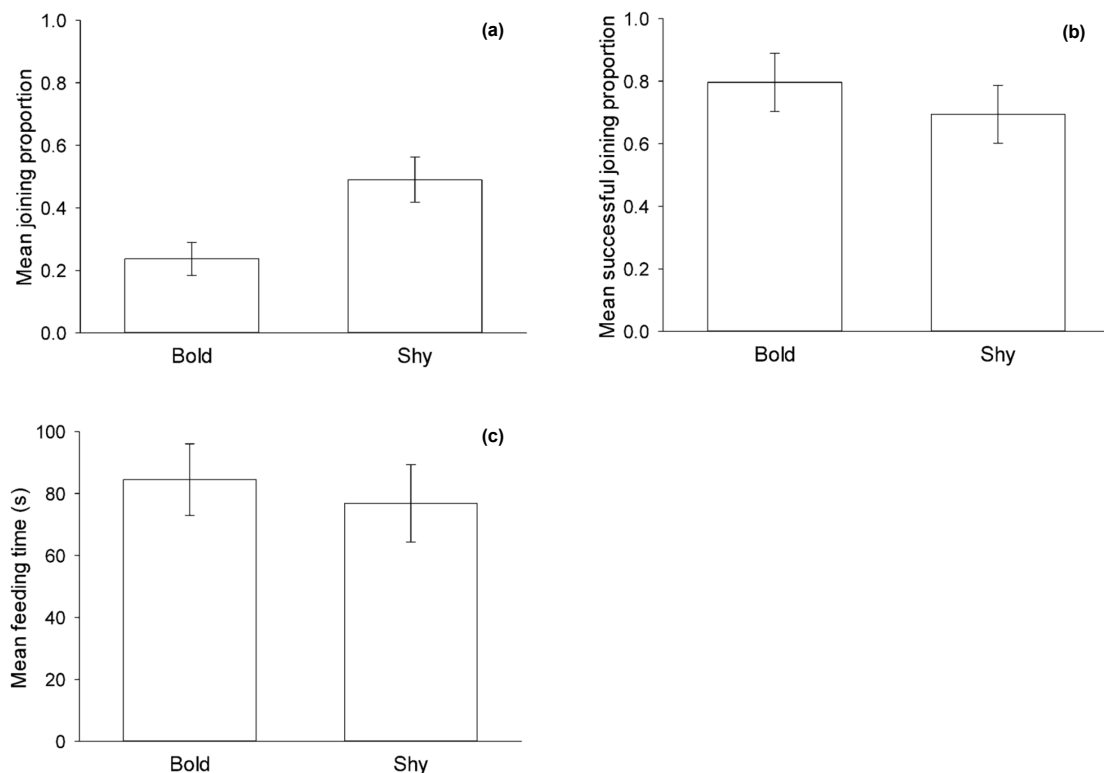 (a)
Mean joining proportion
1.0
0.8
0.6
0.4
0.2
0.0
Bold Shy
(b)
Mean successful joining proportion
1.0
0.8
0.6
0.4
0.2
0.0
Bold Shy
(c)
Mean feeding time (s)
100
80
60
40
20
0
Bold Shy